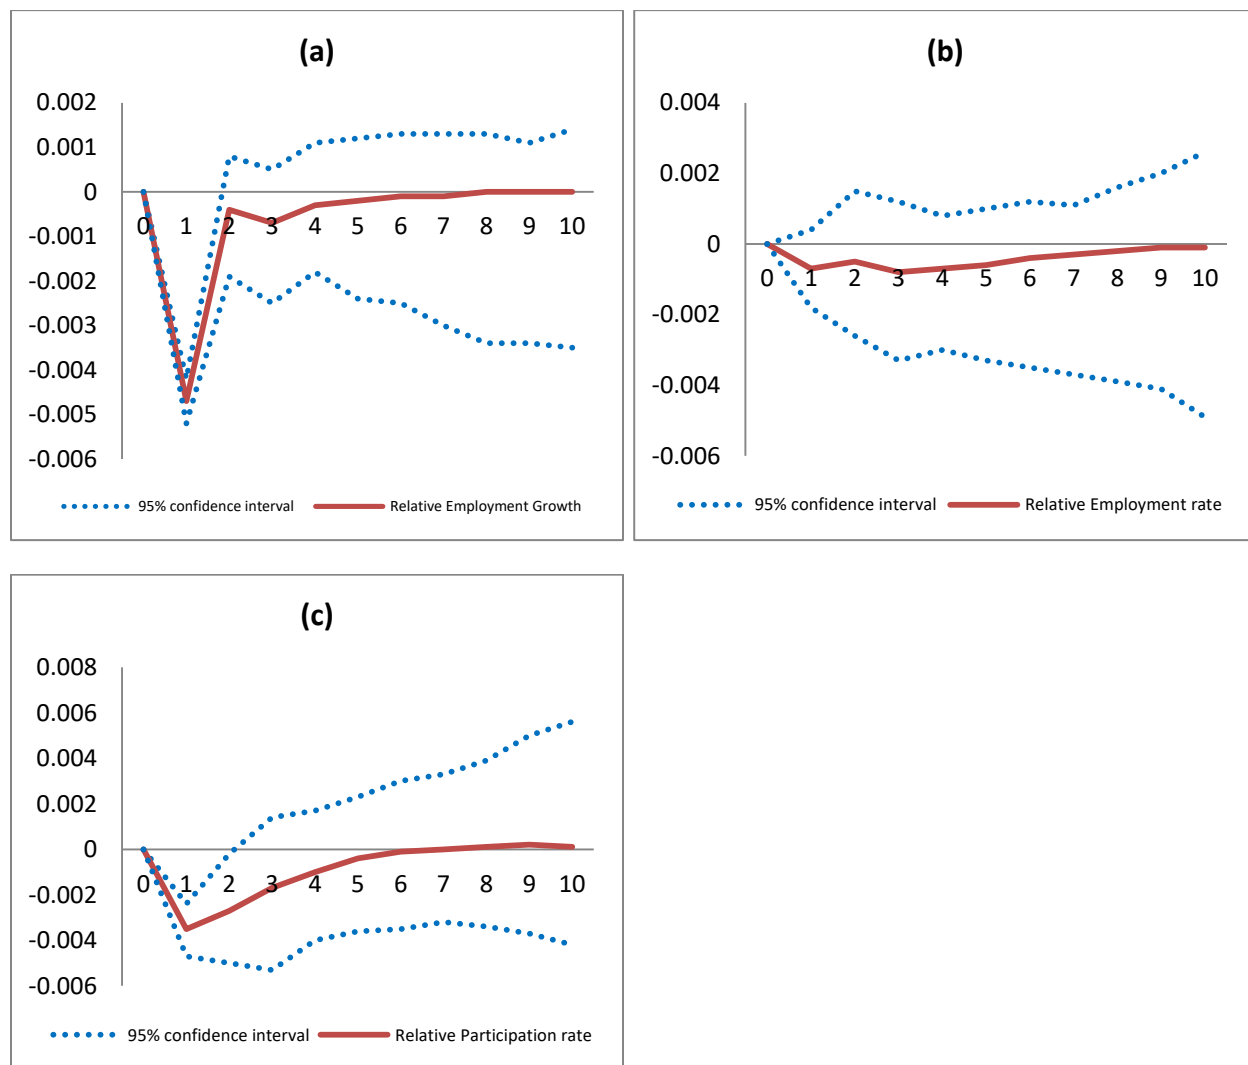 (a)
0.002
0.001
0
-0.001
-0.002
-0.003
-0.004
-0.005
-0.006
0 1 2 3 4 5 6 7 8 9 10
95% confidence interval Relative Employment Growth
(b)
0.004
0.002
0
-0.002
-0.004
-0.006
0 1 2 3 4 5 6 7 8 9 10
95% confidence interval Relative Employment rate
(c)
0.008
0.006
0.004
0.002
0
-0.002
-0.004
-0.006
0 1 2 3 4 5 6 7 8 9 10
95% confidence interval Relative Participation rate